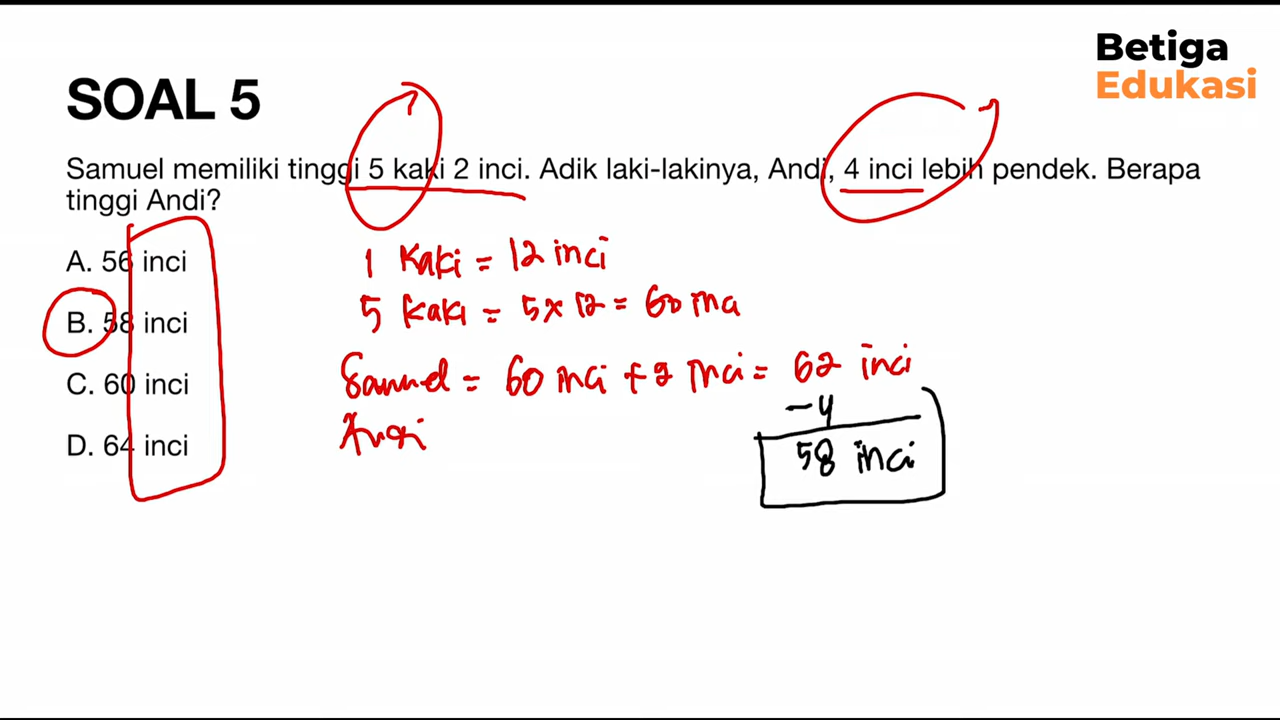 Betiga
Edukasi
SOAL 5
Samuel memiliki tinggi 5 kaki 2 inci. Adik laki-lakinya, Andi, 4 inci lebih pendek. Berapa
tinggi Andi?
A. 56 inci
B. 58 inci
C. 60 inci
D. 64 inci
1 Kaki = 12 inci
5 Kaki = 5 x 12 = 60 inci
Samuel = 60 inci + 2 inci = 62 inci
Andi
- 4
58 inci